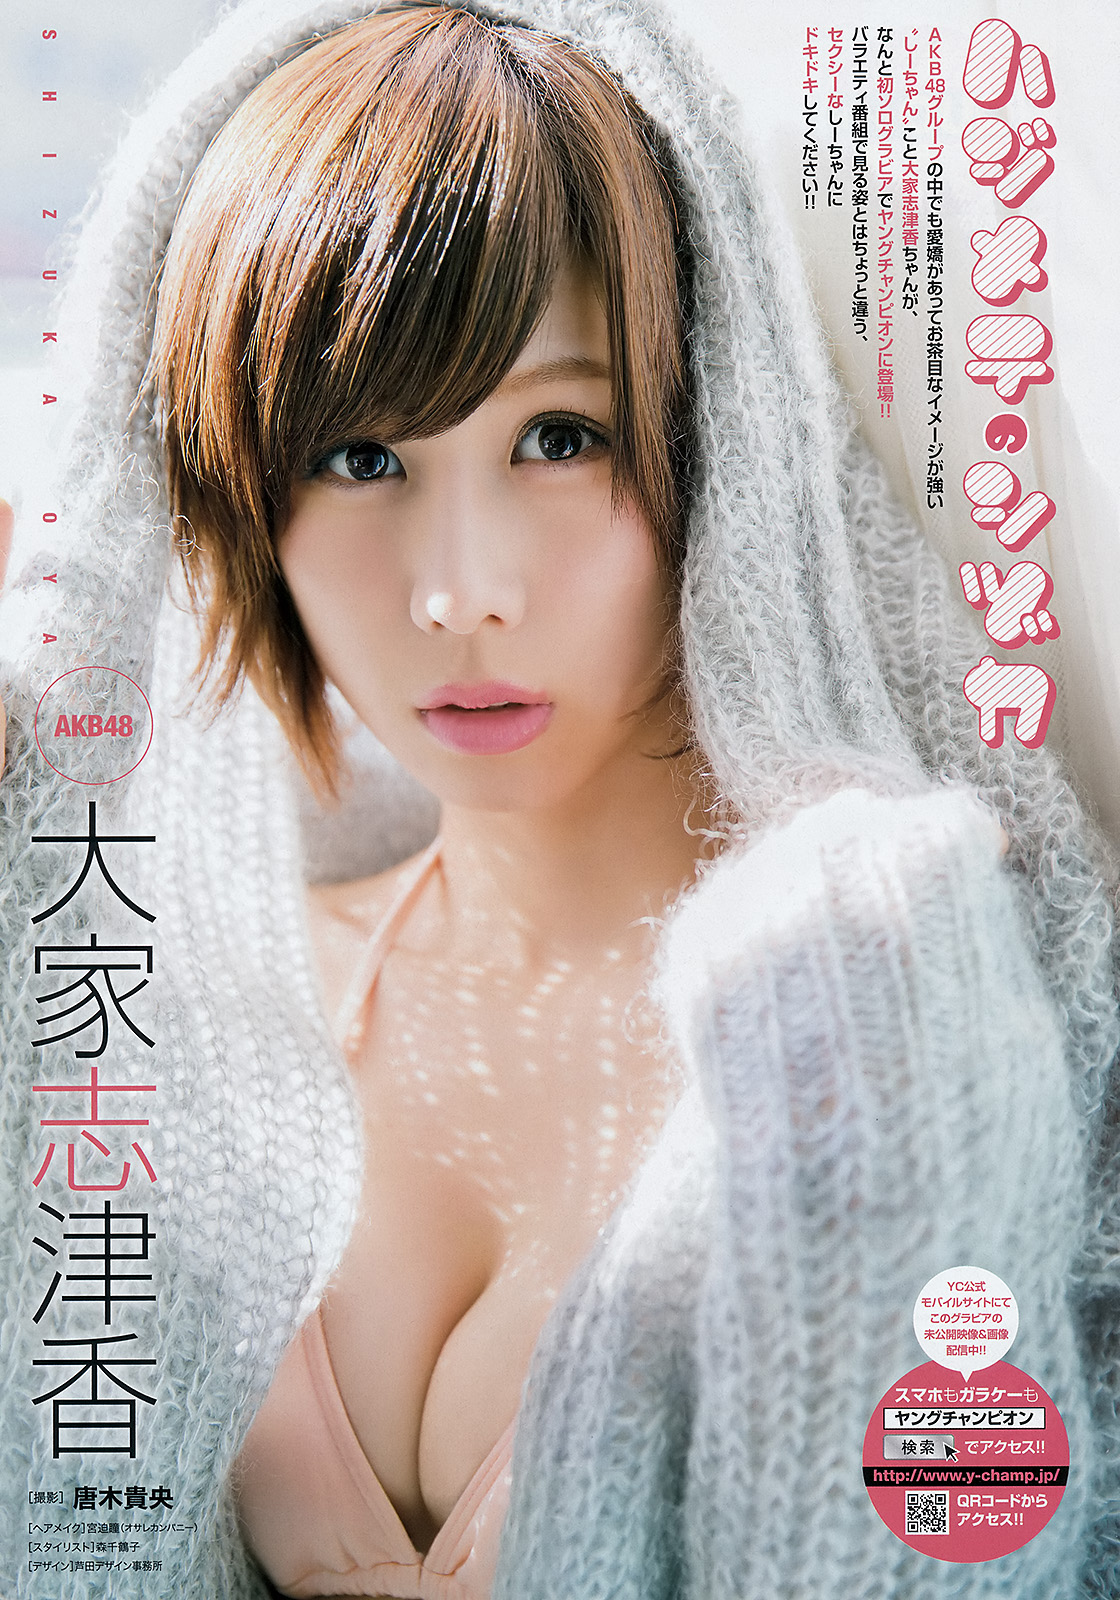 ハジメテのシヅカ
AKB48グループの中でも愛嬌があってお茶目なイメージが強い
“しーちゃん”こと大家志津香ちゃんが、
なんと初ソログラビアでヤングチャンピオンに登場!!
バラエティ番組で見る姿とはちょっと違う、
セクシーなしーちゃんに
ドキドキしてください!!
SHIZUKA OYA
AKB48
大家志津香
[撮影] 唐木貴央
[ヘアメイク]宮迫瞳(オサレカンパニー)
[スタイリスト]森千鶴子
[デザイン]芦田デザイン事務所
YC公式
モバイルサイトにて
このグラビアの
未公開映像&画像
配信中!!
スマホもガラケーも
ヤングチャンピオン
検索 でアクセス!!
http://www.y-champ.jp/
QRコードから
アクセス!!